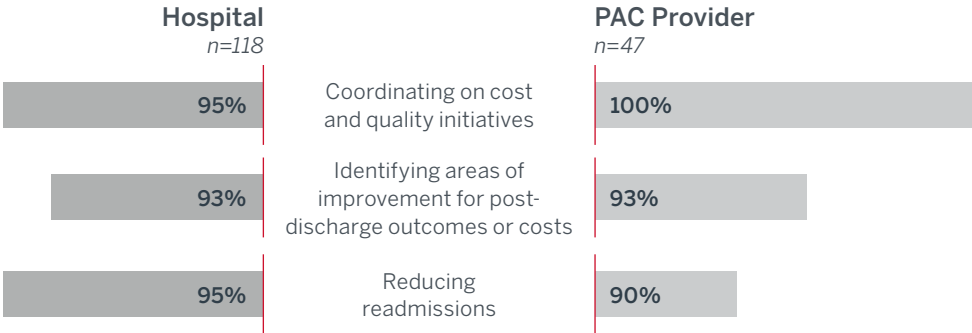 Hospital
n=118
PAC Provider
n=47
95%
Coordinating on cost
and quality initiatives
100%
93%
Identifying areas of
improvement for post-
discharge outcomes or costs
93%
95%
Reducing
readmissions
90%